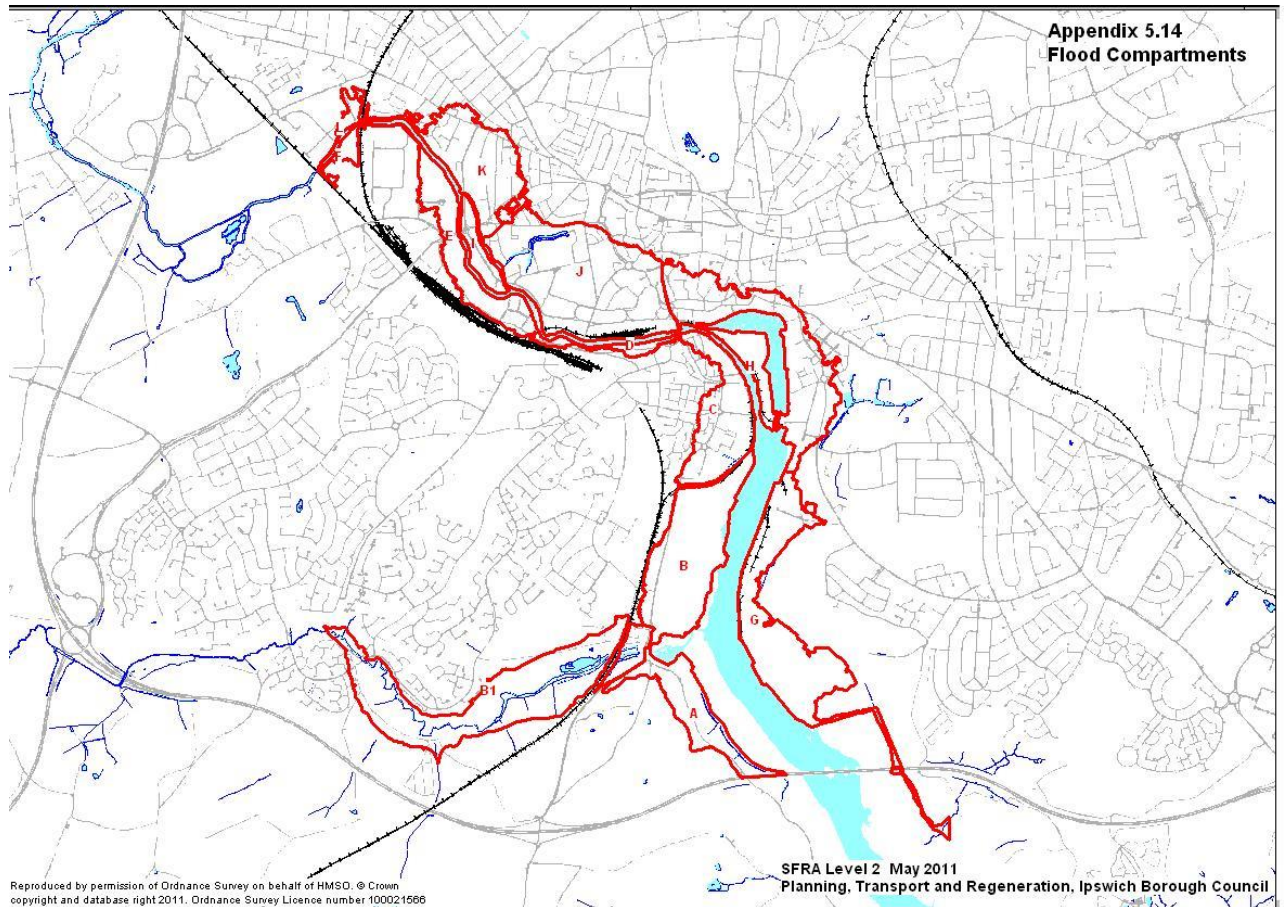 Appendix 5.14
Flood Compartments
L
F
K
E
I
J
D
H
C
B
G
B1
A
SFRA Level 2 May 2011
Planning, Transport and Regeneration, Ipswich Borough Council
Reproduced by permission of Ordnance Survey on behalf of HMSO. © Crown
copyright and database right 2011. Ordnance Survey Licence number 100021566